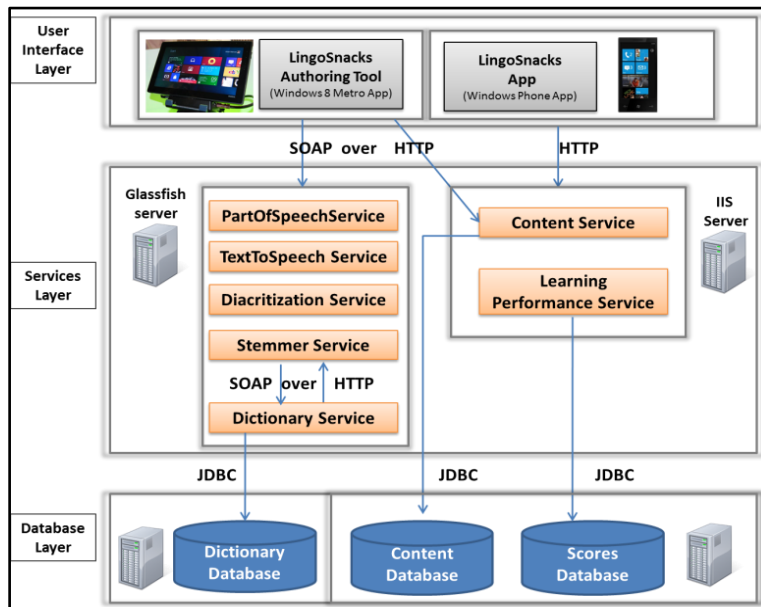 User
Interface
Layer
LingoSnacks
Authoring Tool
(Windows 8 Metro App)
LingoSnacks
App
(Windows Phone App)
SOAP over HTTP
HTTP
Glassfish
server
IIS
Server
Services
Layer
PartOfSpeechService
TextToSpeech Service
Diacritization Service
Stemmer Service
SOAP over HTTP
Dictionary Service
Content Service
Learning
Performance Service
JDBC
JDBC
JDBC
Database
Layer
Dictionary
Database
Content
Database
Scores
Database